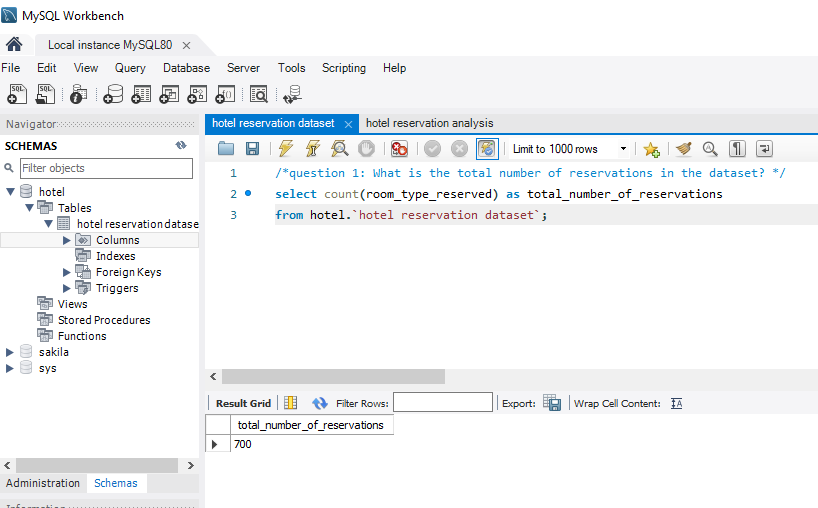 MySQL Workbench
Local instance MySQL80
File Edit View Query Database Server Tools Scripting Help
Navigator
SCHEMAS
Filter objects
hotel
Tables
hotel reservation datase
Columns
Indexes
Foreign Keys
Triggers
Views
Stored Procedures
Functions
sakila
sys
Administration Schemas
hotel reservation dataset hotel reservation analysis
Limit to 1000 rows
1 /*question 1: What is the total number of reservations in the dataset? */
2 select count(room_type_reserved) as total_number_of_reservations
3 from hotel.`hotel reservation dataset`;
Result Grid Filter Rows: Export: Wrap Cell Content:
total_number_of_reservations
700